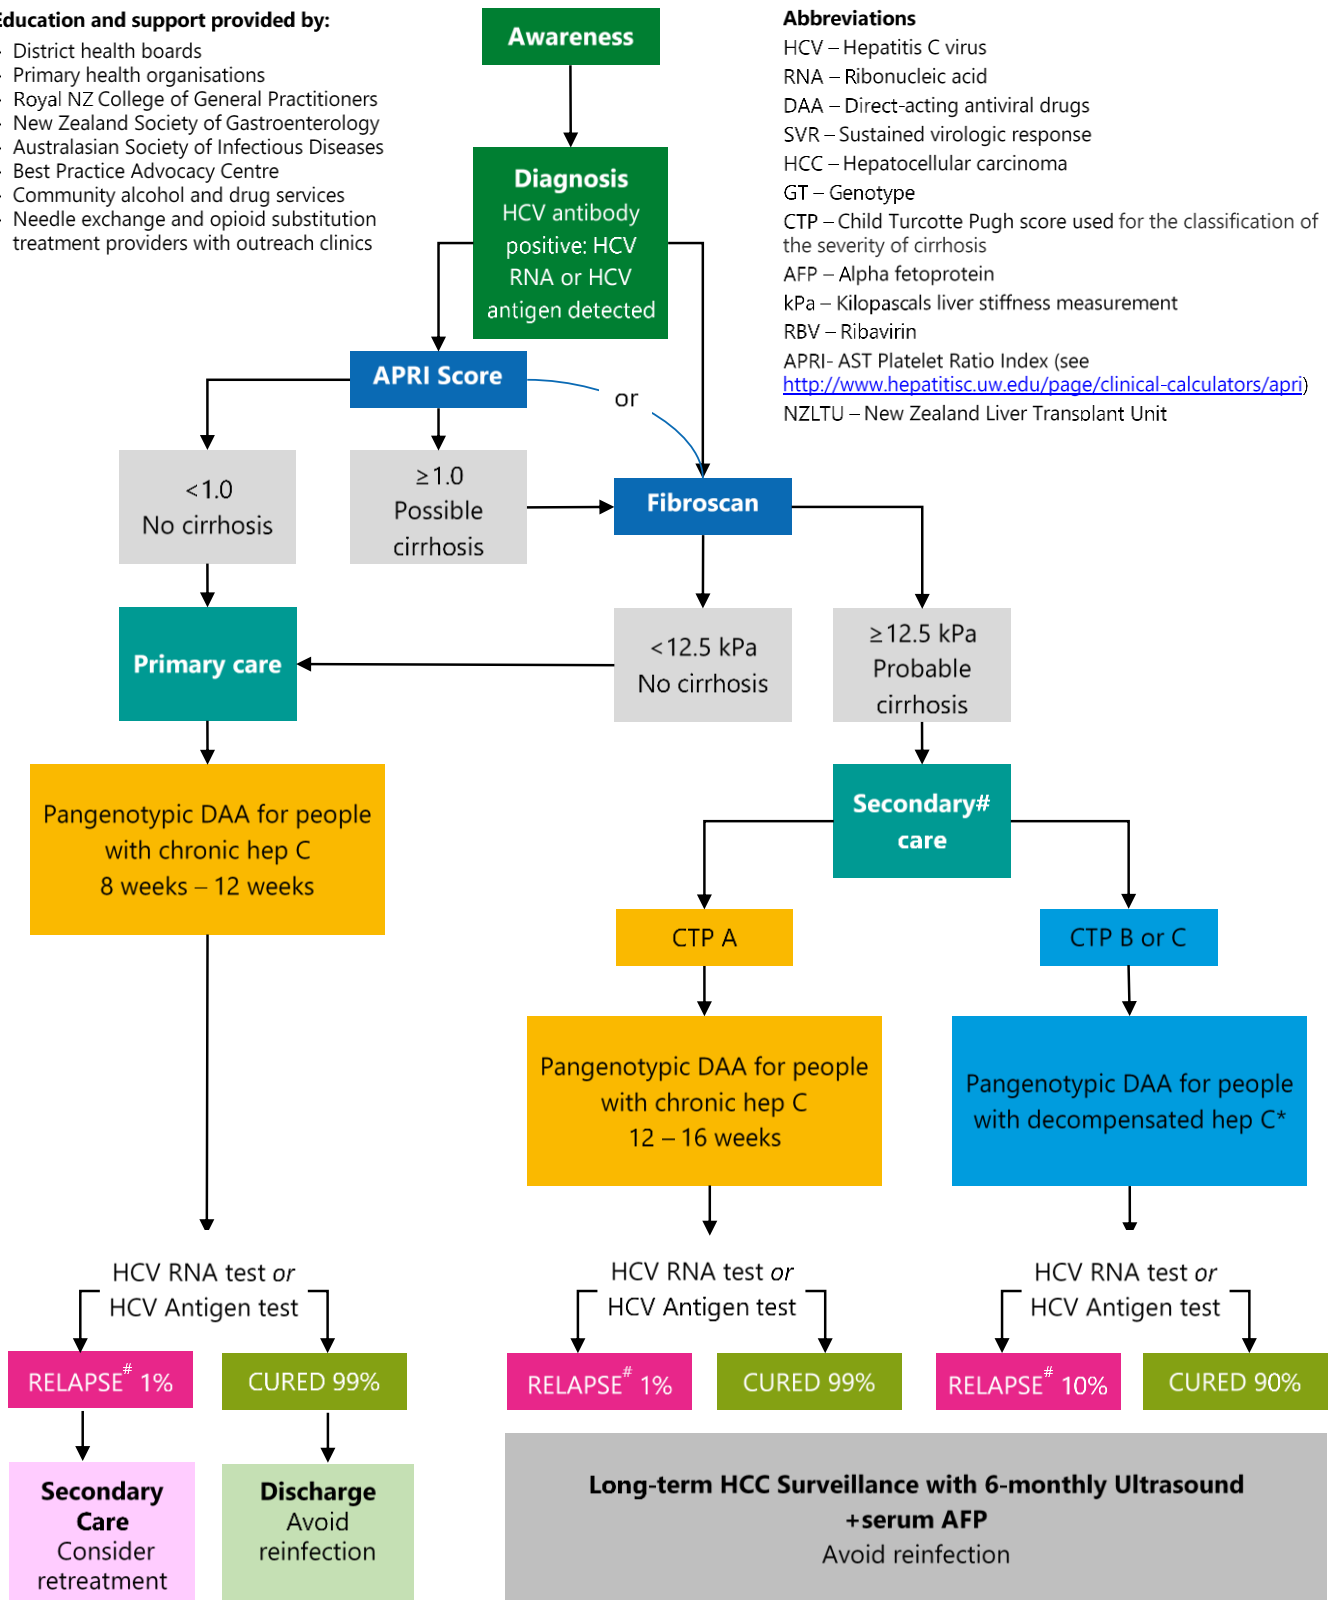 Education and support provided by:
District health boards
Primary health organisations
Royal NZ College of General Practitioners
New Zealand Society of Gastroenterology
Australasian Society of Infectious Diseases
Best Practice Advocacy Centre
Community alcohol and drug services
Needle exchange and opioid substitution
treatment providers with outreach clinics
Awareness
Abbreviations
HCV – Hepatitis C virus
RNA – Ribonucleic acid
DAA – Direct-acting antiviral drugs
SVR – Sustained virologic response
HCC – Hepatocellular carcinoma
GT – Genotype
CTP – Child Turcotte Pugh score used for the classification of
the severity of cirrhosis
AFP – Alpha fetoprotein
kPa – Kilopascals liver stiffness measurement
RBV – Ribavirin
APRI- AST Platelet Ratio Index (see
http://www.hepatitisc.uw.edu/page/clinical-calculators/apri)
NZLTU – New Zealand Liver Transplant Unit
Diagnosis
HCV antibody
positive: HCV
RNA or HCV
antigen detected
APRI Score
or
<1.0
No cirrhosis
≥1.0
Possible
cirrhosis
Fibroscan
Primary care
<12.5 kPa
No cirrhosis
≥12.5 kPa
Probable
cirrhosis
Pangenotypic DAA for people
with chronic hep C
8 weeks – 12 weeks
Secondary#
care
CTP A
CTP B or C
Pangenotypic DAA for people
with chronic hep C
12 – 16 weeks
Pangenotypic DAA for people
with decompensated hep C*
HCV RNA test or
HCV Antigen test
HCV RNA test or
HCV Antigen test
HCV RNA test or
HCV Antigen test
RELAPSE# 1%
CURED 99%
RELAPSE# 1%
CURED 99%
RELAPSE# 10%
CURED 90%
Secondary
Care
Consider
retreatment
Discharge
Avoid
reinfection
Long-term HCC Surveillance with 6-monthly Ultrasound
+serum AFP
Avoid reinfection